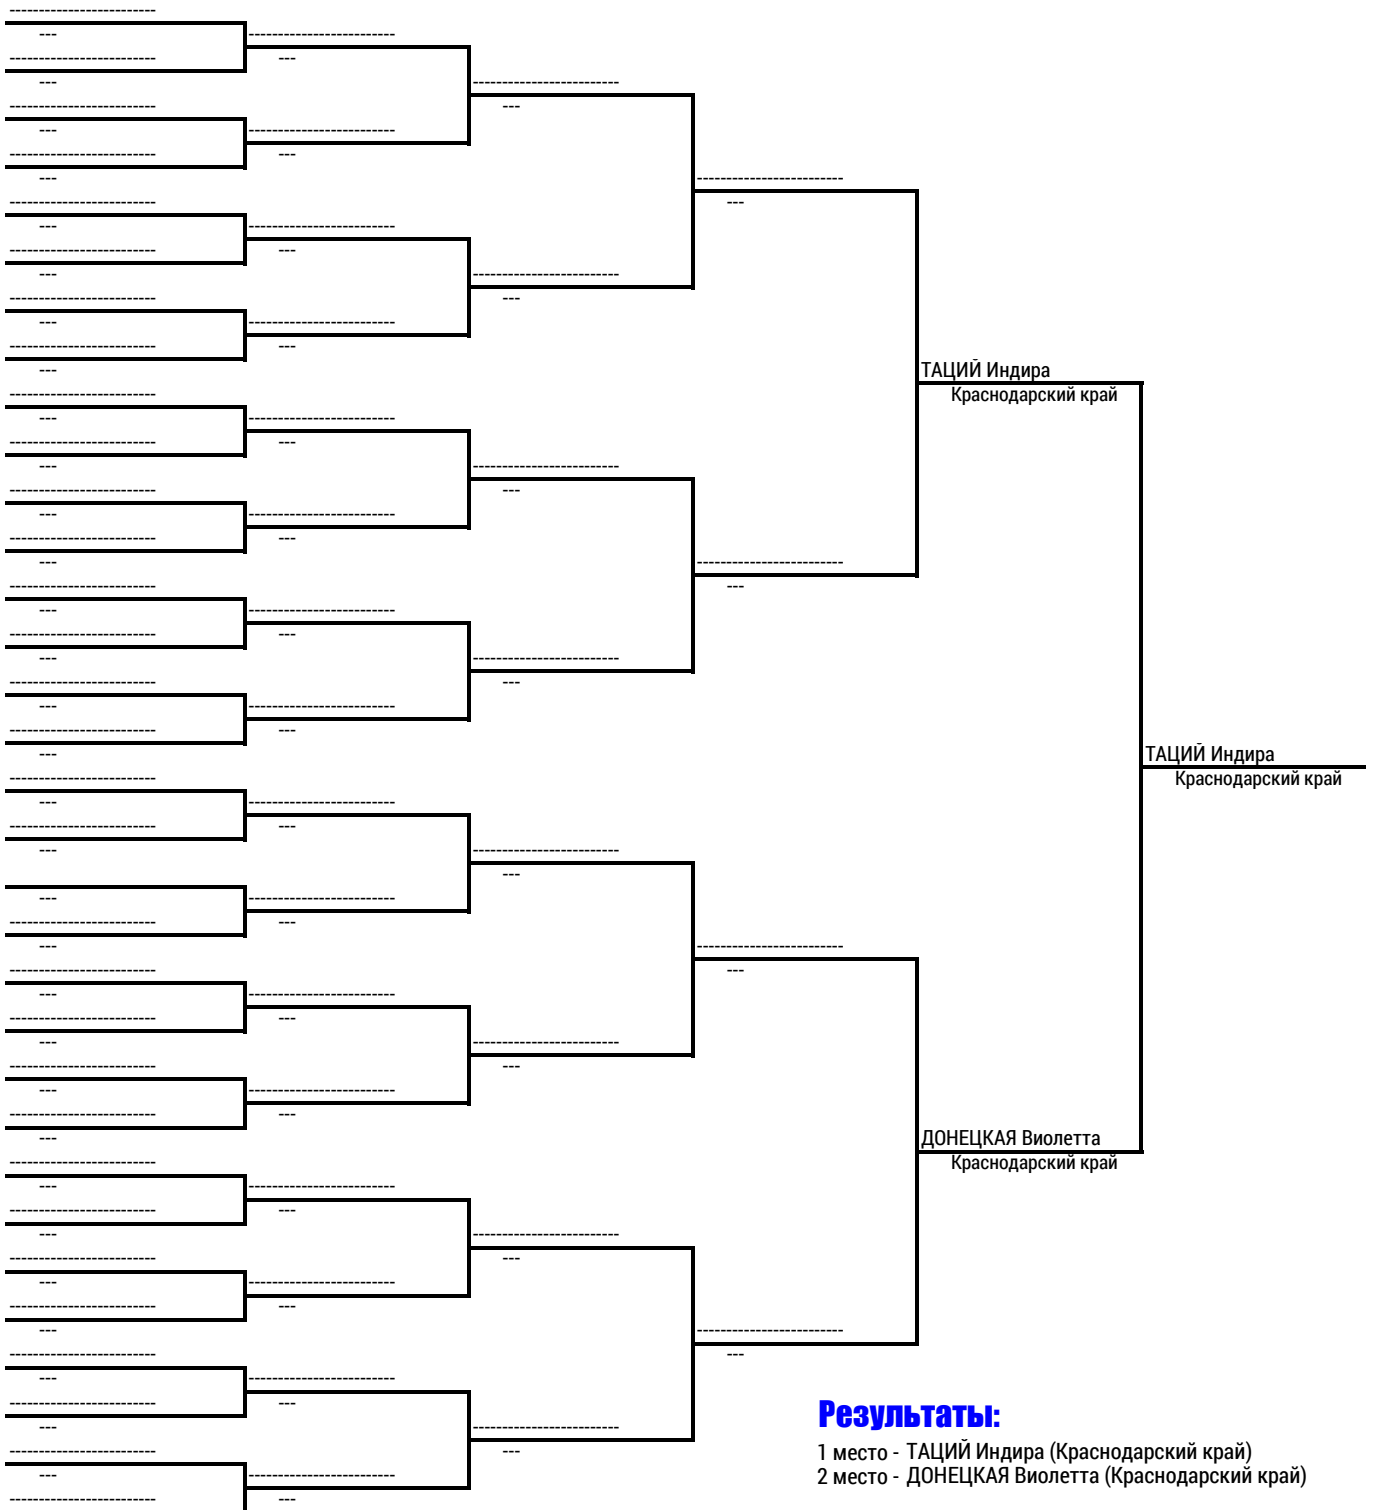 ТАЦИЙ Индира
Краснодарский край
ТАЦИЙ Индира
Краснодарский край
ДОНЕЦКАЯ Виолетта
Краснодарский край
Результаты:
1 место - ТАЦИЙ Индира (Краснодарский край)
2 место - ДОНЕЦКАЯ Виолетта (Краснодарский край)